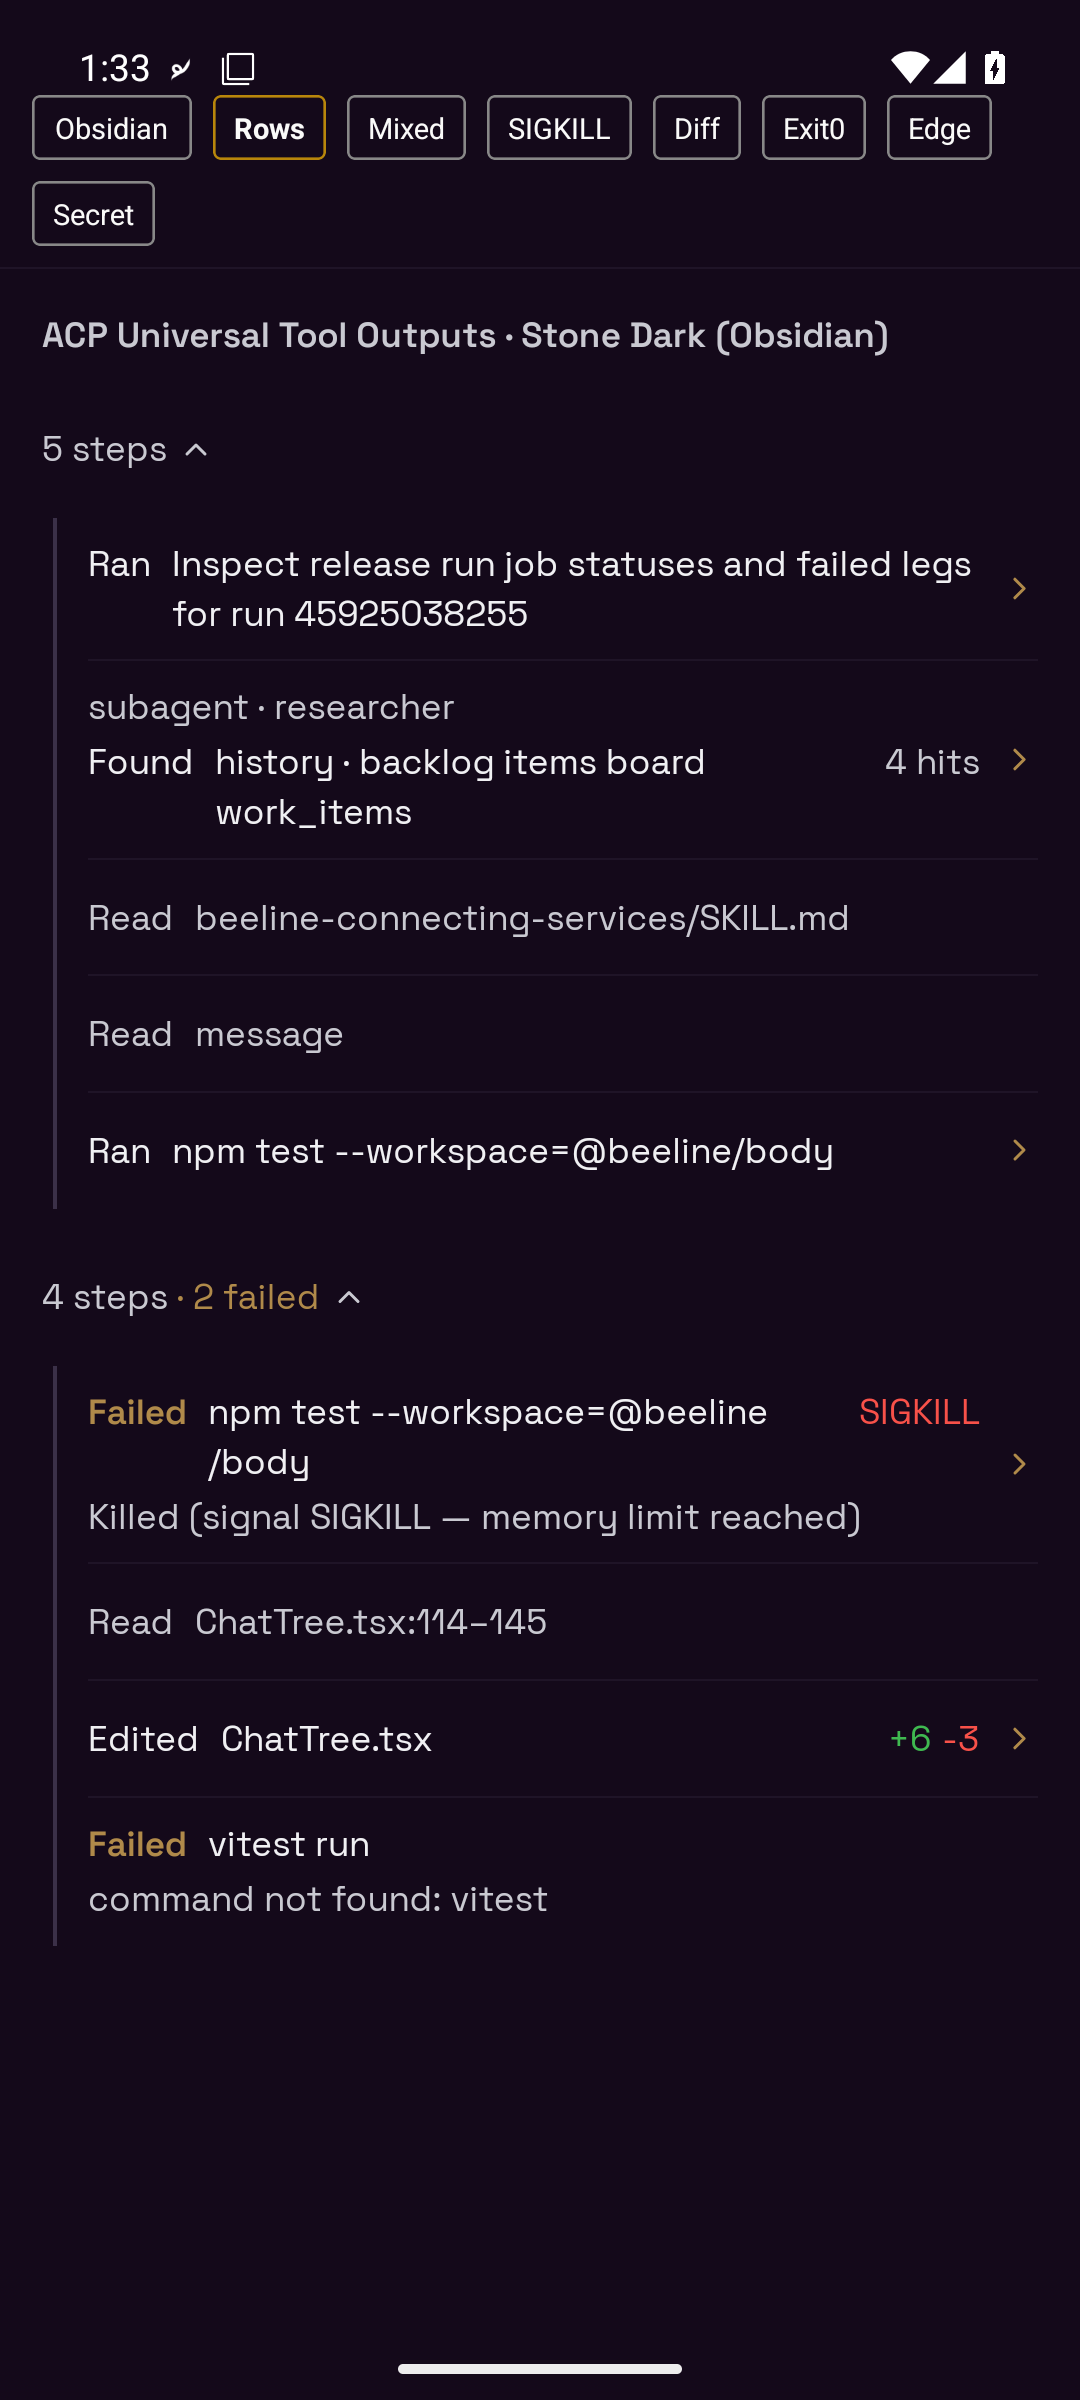 1:33
Obsidian Rows Mixed SIGKILL Diff Exit0 Edge
Secret
ACP Universal Tool Outputs · Stone Dark (Obsidian)
5 steps
Ran Inspect release run job statuses and failed legs
for run 45925038255
subagent · researcher
Found history · backlog items board 4 hits
work_items
Read beeline-connecting-services/SKILL.md
Read message
Ran npm test --workspace=@beeline/body
4 steps · 2 failed
Failed npm test --workspace=@beeline SIGKILL
/body
Killed (signal SIGKILL — memory limit reached)
Read ChatTree.tsx:114–145
Edited ChatTree.tsx +6 -3
Failed vitest run
command not found: vitest